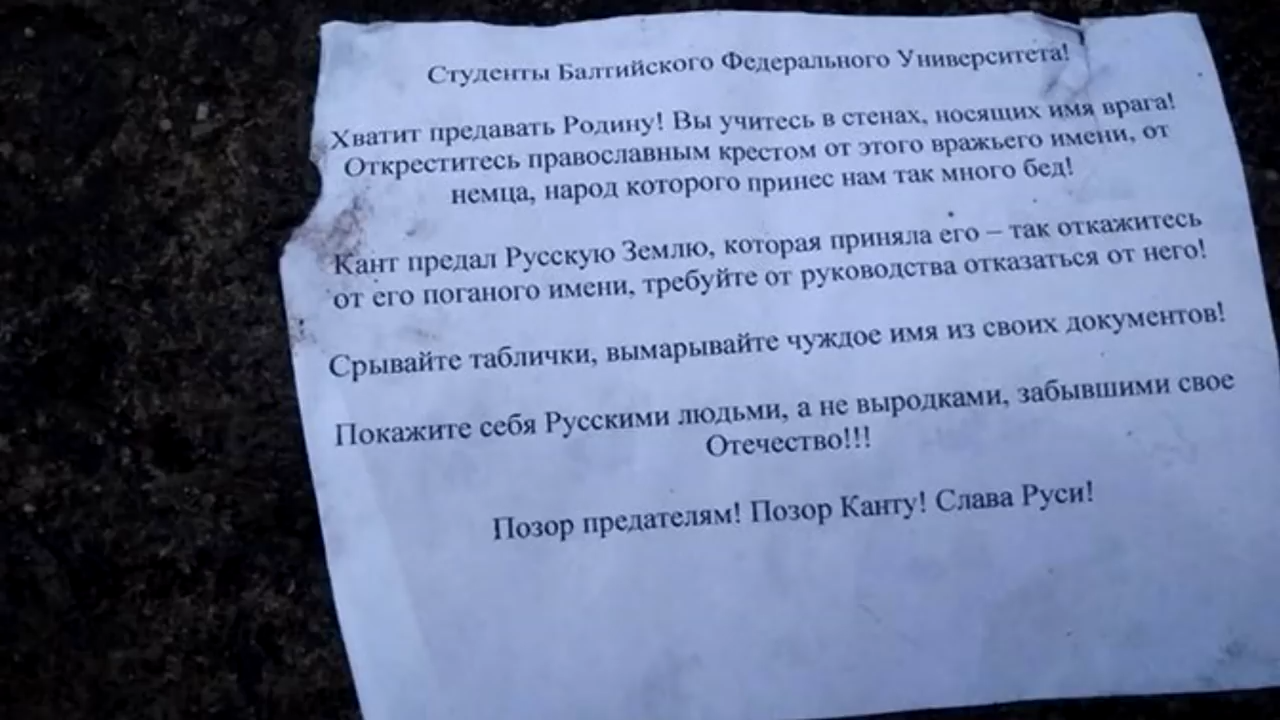 Студенты Балтийского Федерального Университета!
Хватит предавать Родину! Вы учитесь в стенах, носящих имя врага!
Откреститесь православным крестом от этого вражьего имени, от
немца, народ которого принес нам так много бед!
Кант предал Русскую Землю, которая приняла его – так откажитесь
от его поганого имени, требуйте от руководства отказаться от него!
Срывайте таблички, вымарывайте чуждое имя из своих документов!
Покажите себя Русскими людьми, а не выродками, забывшими свое
Отечество!!!
Позор предателям! Позор Канту! Слава Руси!